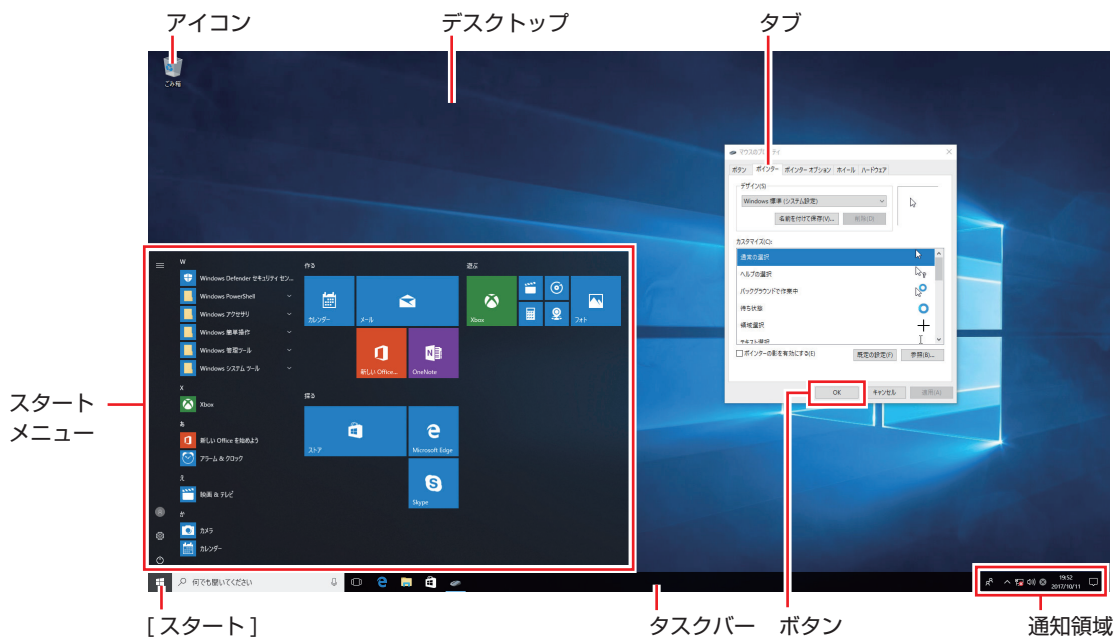 アイコン
デスクトップ
タブ
ごみ箱
マウスのプロパティ
ボタン
ポインター
ポインター オプション
ホイール
ハードウェア
デザイン(S)
Windows 標準 (システム設定)
名前を付けて保存(V)...
削除(D)
カスタマイズ(C):
通常の選択
ヘルプの選択
バックグラウンドで作業中
待ち状態
領域選択
テキスト選択
ポインターの影を有効にする(E)
既定の設定(F)
参照(B)...
OK
キャンセル
適用(A)
スタート
メニュー
W
Windows Defender セキュリティ セン...
Windows PowerShell
Windows アクセサリ
Windows 簡単操作
Windows 管理ツール
Windows システム ツール
X
Xbox
あ
新しい Office を始めよう
アラーム & クロック
え
映画 & テレビ
か
カメラ
カレンダー
作る
カレンダー
メール
新しい Office...
OneNote
遊ぶ
Xbox
フォト
探る
ストア
Microsoft Edge
Skype
何でも聞いてください
19:52
2017/10/11
[ スタート ]
タスクバー
ボタン
通知領域